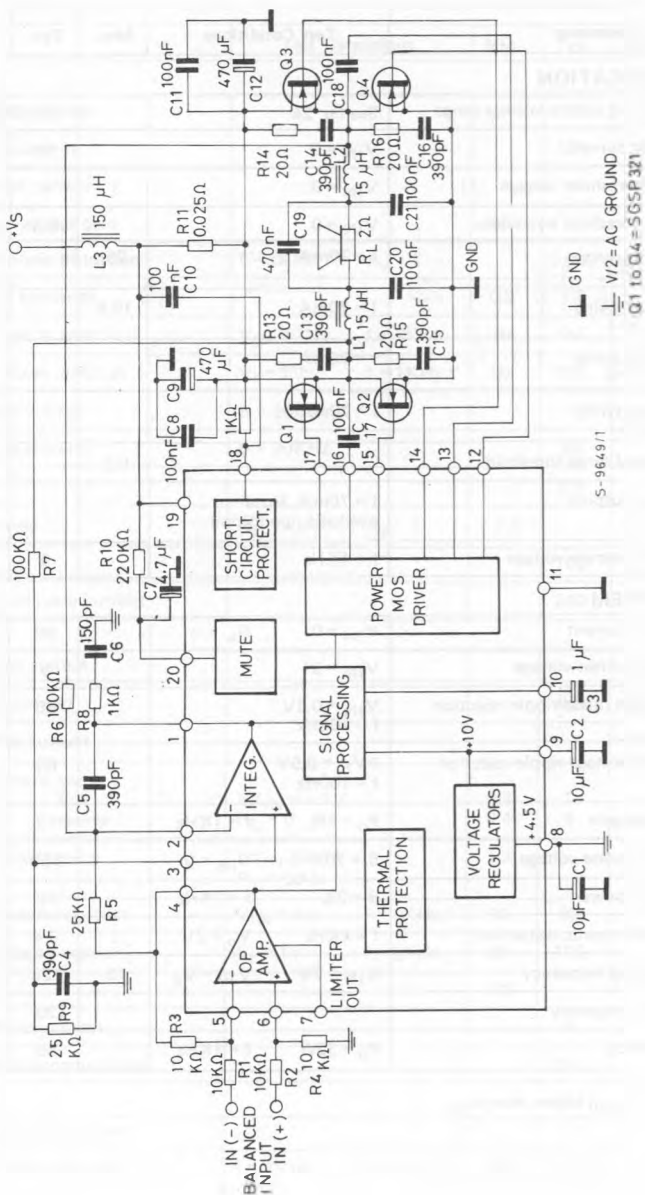 +VS
150 µH
L3
R11
0.025Ω
100
nF
C10
C11
100nF
470 µF
C12
Q3
100nF
C18
Q4
R14
20Ω
C14
390pF
L2
15 µH
R16
20Ω
C16
390pF
C19
470nF
2Ω
RL
C21
100nF
C20
100nF
GND
R13
20Ω
C13
390pF
L1
15 µH
R15
20Ω
C15
390pF
Q1
Q2
100nF
C17
470
µF
C9
C8
100nF
1KΩ
18
17
16
15
14
13
12
GND
V/2=AC GROUND
Q1 to Q4=SGSP321
S-9649/1
100KΩ
R7
R10
220KΩ
4.7µF
C7
150pF
C6
100KΩ
R6
R8
1KΩ
C5
390pF
25KΩ
R5
390pF
C4
R9
25
KΩ
19
20
1
2
3
4
SHORT
CIRCUIT
PROTECT.
MUTE
INTEG.
SIGNAL
PROCESSING
POWER
MOS
DRIVER
THERMAL
PROTECTION
VOLTAGE
REGULATORS
+10V
+4.5V
OP
AMP.
LIMITER
OUT
5
6
7
R3
10
KΩ
10KΩ
R1
10KΩ
R2
10
KΩ
R4
IN (-)
BALANCED
INPUT
IN (+)
8
9
10
11
10µF
C1
10µF
C2
C3